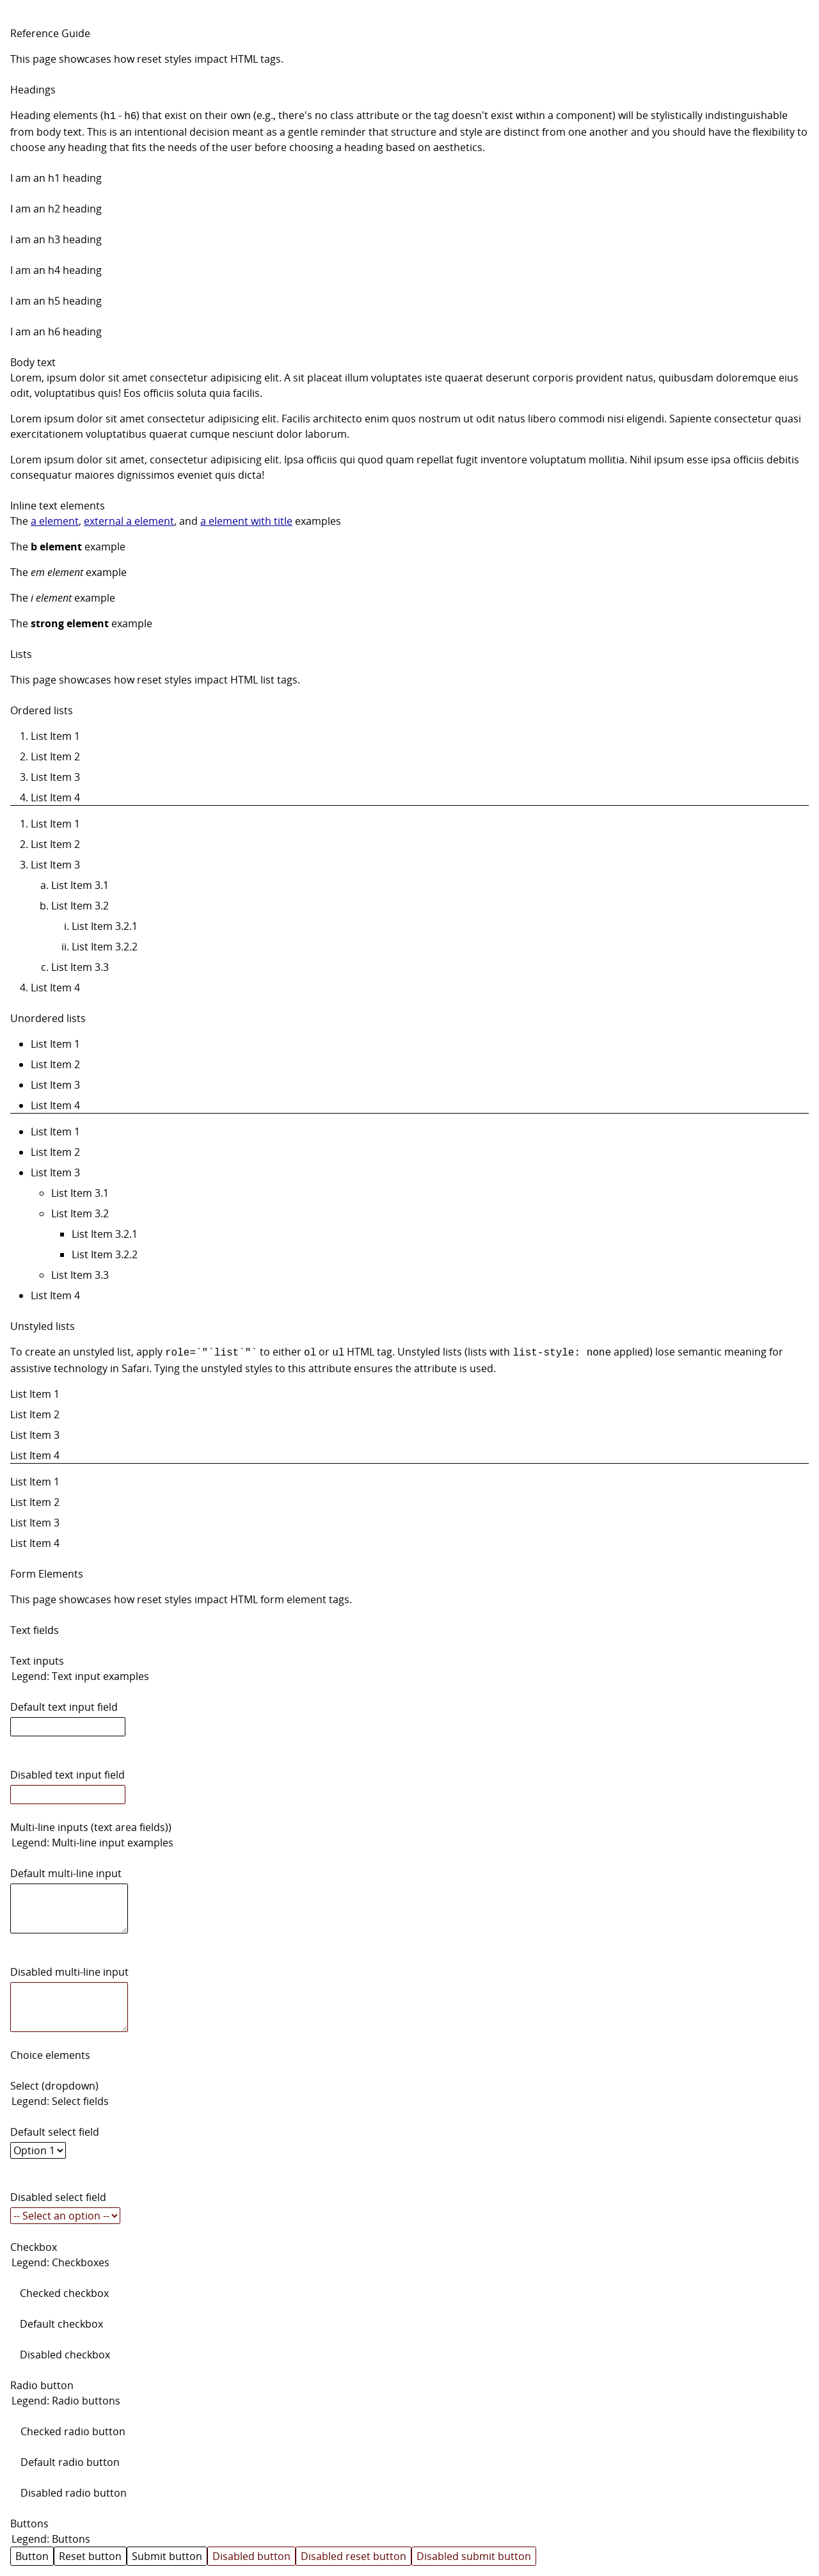 Reference Guide
This page showcases how reset styles impact HTML tags.
Headings
Heading elements (h1 - h6) that exist on their own (e.g., there's no class attribute or the tag doesn't exist within a component) will be stylistically indistinguishable
from body text. This is an intentional decision meant as a gentle reminder that structure and style are distinct from one another and you should have the flexibility to
choose any heading that fits the needs of the user before choosing a heading based on aesthetics.
I am an h1 heading
I am an h2 heading
I am an h3 heading
I am an h4 heading
I am an h5 heading
I am an h6 heading
Body text
Lorem, ipsum dolor sit amet consectetur adipisicing elit. A sit placeat illum voluptates iste quaerat deserunt corporis provident natus, quibusdam doloremque eius
odit, voluptatibus quis! Eos officiis soluta quia facilis.
Lorem ipsum dolor sit amet consectetur adipisicing elit. Facilis architecto enim quos nostrum ut odit natus libero commodi nisi eligendi. Sapiente consectetur quasi
exercitationem voluptatibus quaerat cumque nesciunt dolor laborum.
Lorem ipsum dolor sit amet, consectetur adipisicing elit. Ipsa officiis qui quod quam repellat fugit inventore voluptatum mollitia. Nihil ipsum esse ipsa officiis debitis
consequatur maiores dignissimos eveniet quis dicta!
Inline text elements
The a element, external a element, and a element with title examples
The b element example
The em element example
The i element example
The strong element example
Lists
This page showcases how reset styles impact HTML list tags.
Ordered lists
1. List Item 1
2. List Item 2
3. List Item 3
4. List Item 4
1. List Item 1
2. List Item 2
3. List Item 3
a. List Item 3.1
b. List Item 3.2
i. List Item 3.2.1
ii. List Item 3.2.2
c. List Item 3.3
4. List Item 4
Unordered lists
• List Item 1
• List Item 2
• List Item 3
• List Item 4
• List Item 1
• List Item 2
• List Item 3
◦ List Item 3.1
◦ List Item 3.2
▪ List Item 3.2.1
▪ List Item 3.2.2
◦ List Item 3.3
• List Item 4
Unstyled lists
To create an unstyled list, apply role=`"`list`"` to either ol or ul HTML tag. Unstyled lists (lists with list-style: none applied) lose semantic meaning for
assistive technology in Safari. Tying the unstyled styles to this attribute ensures the attribute is used.
List Item 1
List Item 2
List Item 3
List Item 4
List Item 1
List Item 2
List Item 3
List Item 4
Form Elements
This page showcases how reset styles impact HTML form element tags.
Text fields
Text inputs
Legend: Text input examples
Default text input field
Disabled text input field
Multi-line inputs (text area fields))
Legend: Multi-line input examples
Default multi-line input
Disabled multi-line input
Choice elements
Select (dropdown)
Legend: Select fields
Default select field
Option 1
Disabled select field
-- Select an option --
Checkbox
Legend: Checkboxes
Checked checkbox
Default checkbox
Disabled checkbox
Radio button
Legend: Radio buttons
Checked radio button
Default radio button
Disabled radio button
Buttons
Legend: Buttons
Button Reset button Submit button Disabled button Disabled reset button Disabled submit button